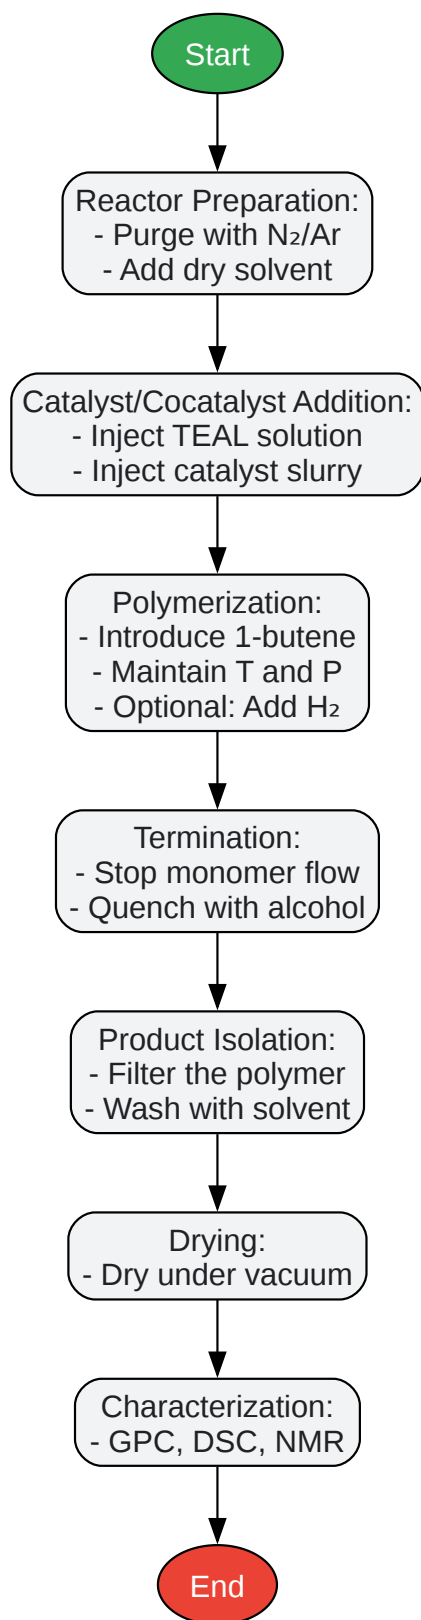 Start
Reactor Preparation:
- Purge with N₂/Ar
- Add dry solvent
Catalyst/Cocatalyst Addition:
- Inject TEAL solution
- Inject catalyst slurry
Polymerization:
- Introduce 1-butene
- Maintain T and P
- Optional: Add H₂
Termination:
- Stop monomer flow
- Quench with alcohol
Product Isolation:
- Filter the polymer
- Wash with solvent
Drying:
- Dry under vacuum
Characterization:
- GPC, DSC, NMR
End